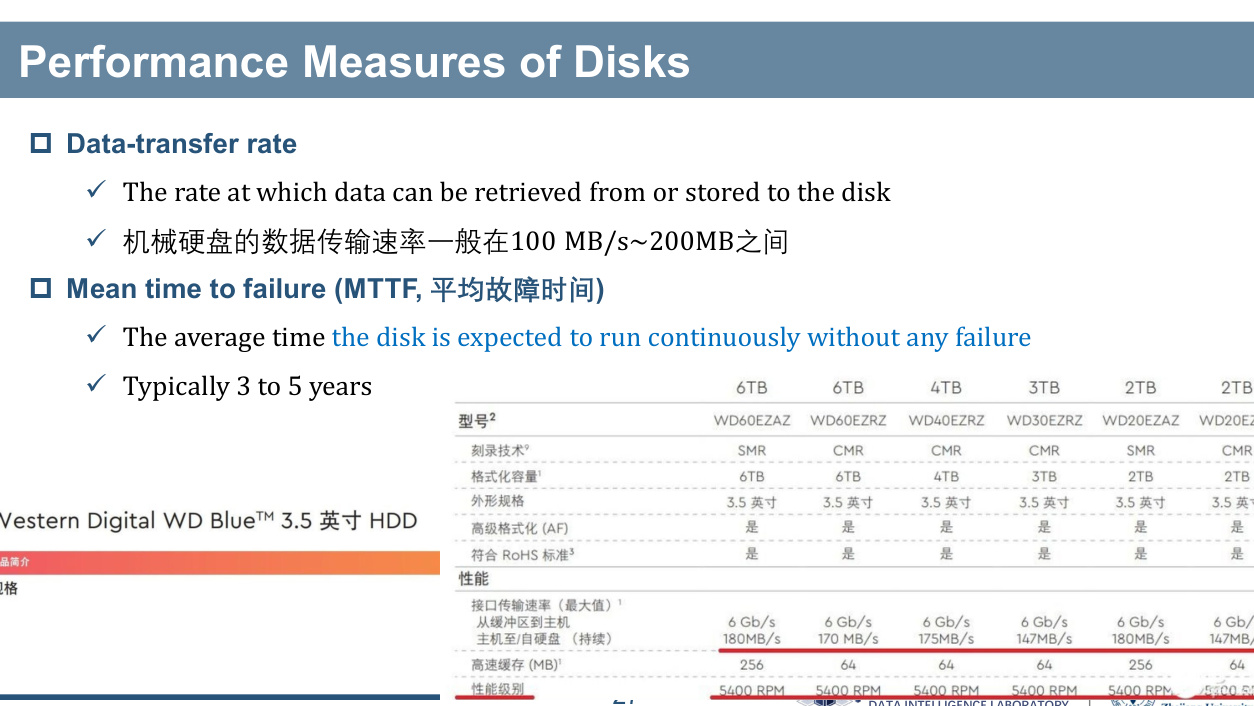 Performance Measures of Disks
Data-transfer rate
The rate at which data can be retrieved from or stored to the disk
机械硬盘的数据传输速率一般在100 MB/s~200MB之间
Mean time to failure (MTTF, 平均故障时间)
The average time the disk is expected to run continuously without any failure
Typically 3 to 5 years
6TB 6TB 4TB 3TB 2TB 2TB
型号2 WD60EZAZ WD60EZRZ WD40EZRZ WD30EZRZ WD20EZAZ WD20EZ
刻录技术9 SMR CMR CMR CMR SMR CMR
格式化容量1 6TB 6TB 4TB 3TB 2TB 2TB
外形规格 3.5 英寸 3.5 英寸 3.5 英寸 3.5 英寸 3.5 英寸 3.5 英寸
高级格式化 (AF) 是 是 是 是 是 是
符合 RoHS 标准3 是 是 是 是 是 是
性能
接口传输速率（最大值）1
从缓冲区到主机 6 Gb/s 6 Gb/s 6 Gb/s 6 Gb/s 6 Gb/s 6 Gb/
主机至/自硬盘 （持续） 180MB/s 170 MB/s 175MB/s 147MB/s 180MB/s 147MB/
高速缓存 (MB)1 256 64 64 64 256 64
性能级别 5400 RPM 5400 RPM 5400 RPM 5400 RPM 5400 RPM 5400
Western Digital WD Blue™ 3.5 英寸 HDD
品简介
规格
DATA INTELLIGENCE LABORATORY